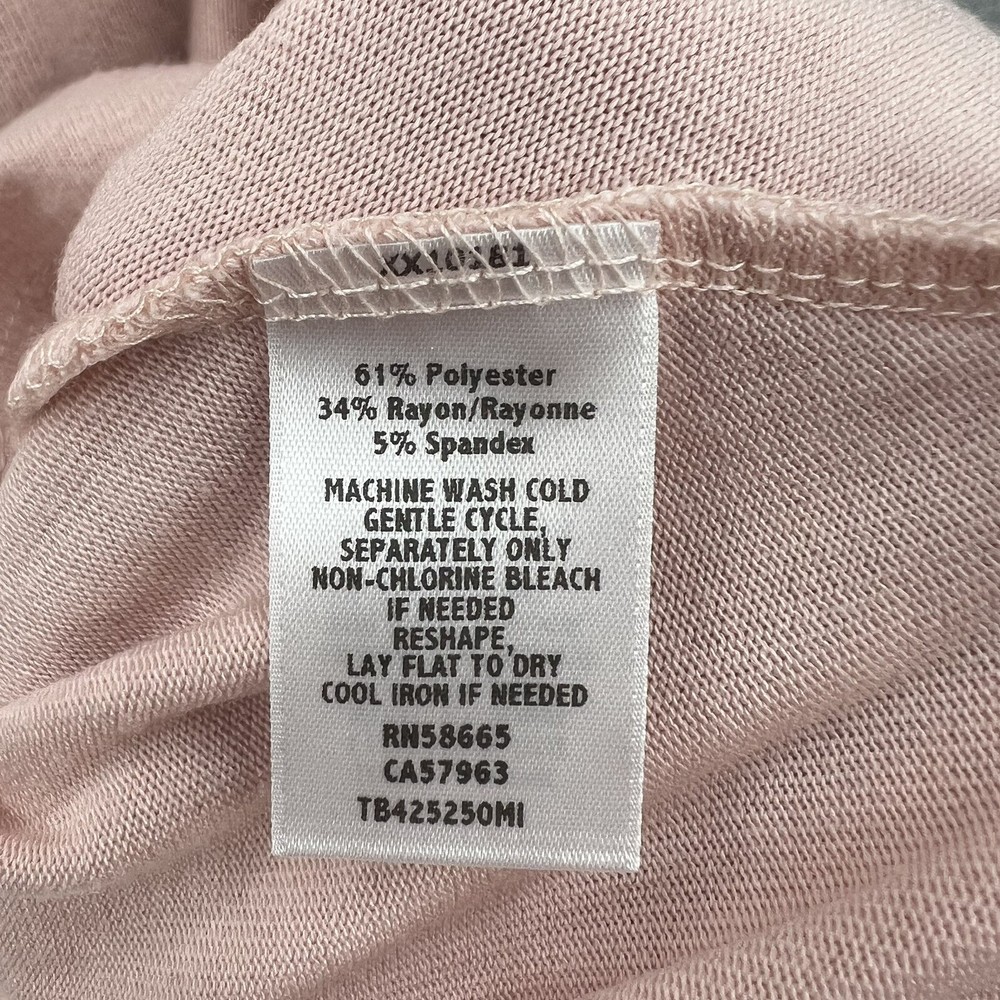 61% Polyester
34% Rayon/Rayonne
5% Spandex
MACHINE WASH COLD
GENTLE CYCLE,
SEPARATELY ONLY
NON-CHLORINE BLEACH
IF NEEDED
RESHAPE,
LAY FLAT TO DRY
COOL IRON IF NEEDED
RN58665
CA57963
TB425250MI